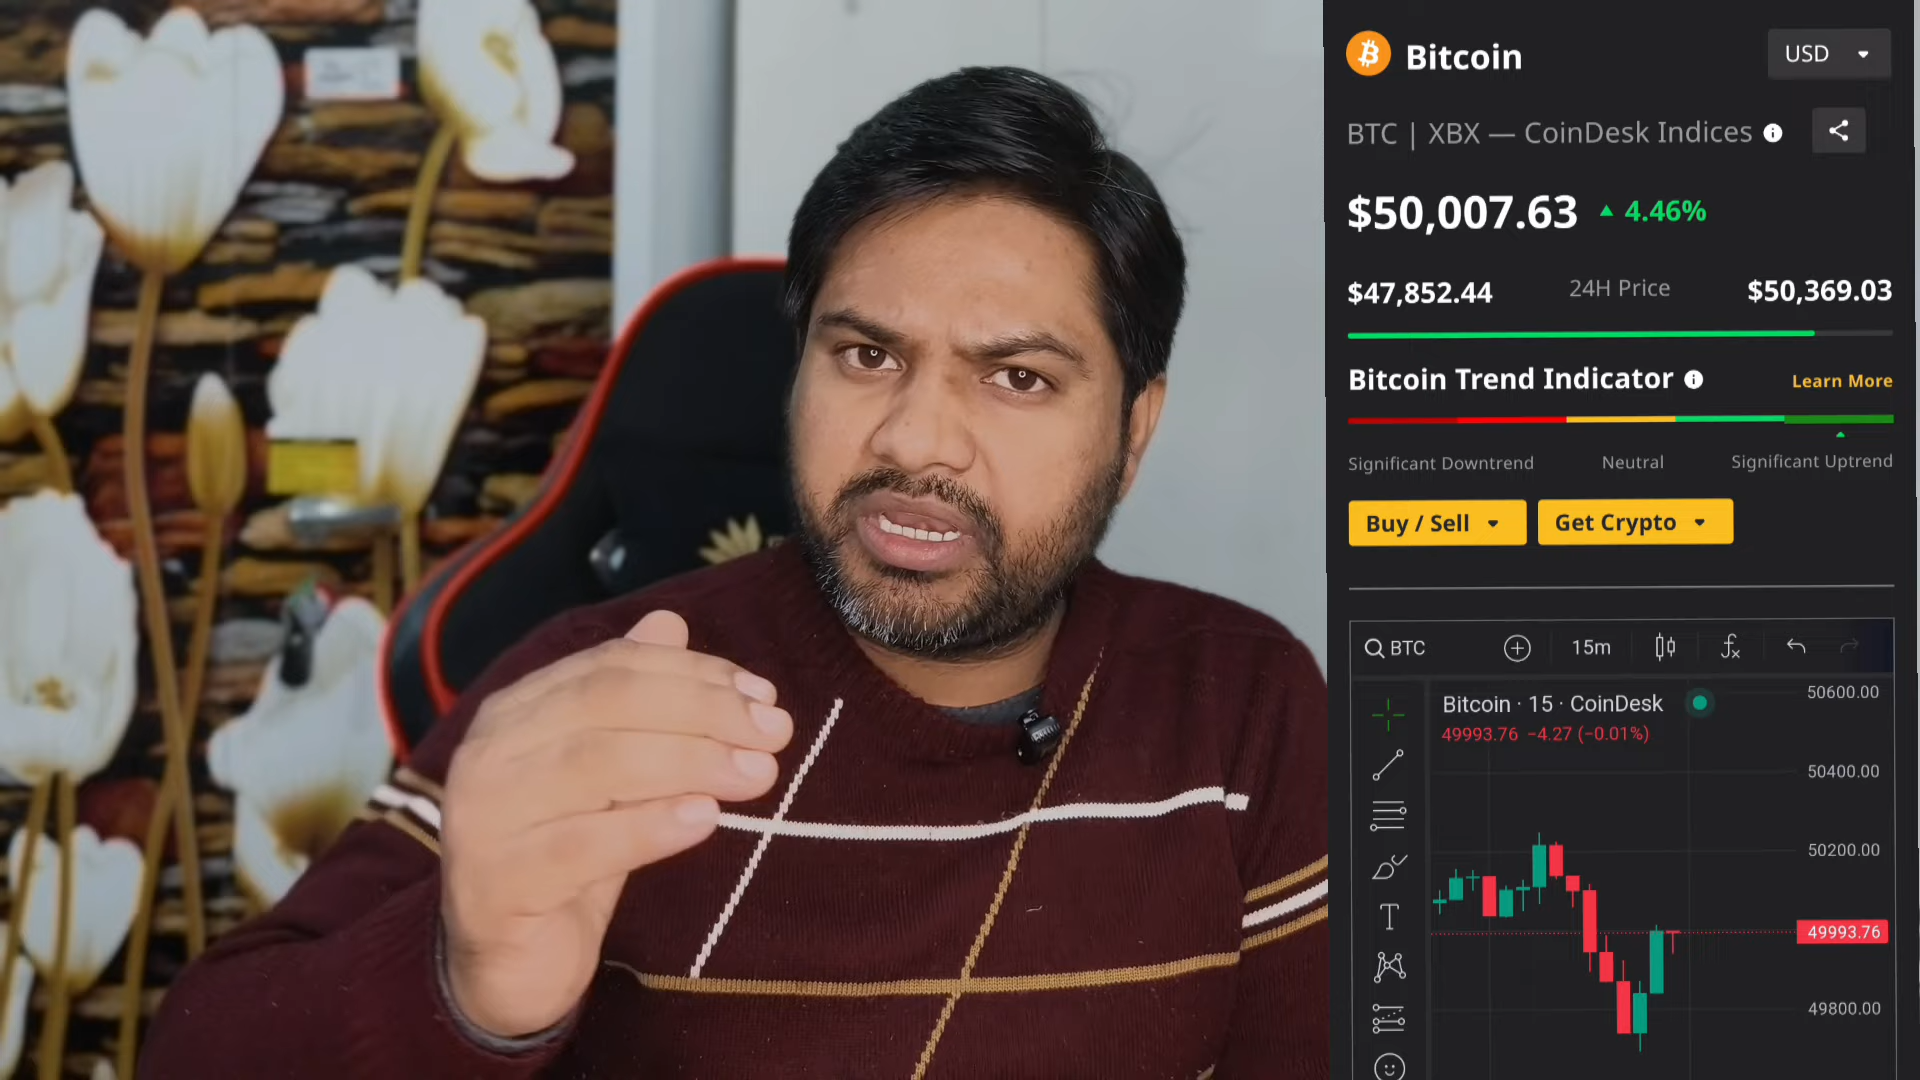 Bitcoin
USD
BTC | XBX — CoinDesk Indices
$50,007.63 4.46%
$47,852.44 24H Price $50,369.03
Bitcoin Trend Indicator
Learn More
Significant Downtrend Neutral Significant Uptrend
Buy / Sell Get Crypto
BTC 15m
Bitcoin · 15 · CoinDesk
49993.76 −4.27 (−0.01%)
50600.00
50400.00
50200.00
49993.76
49800.00